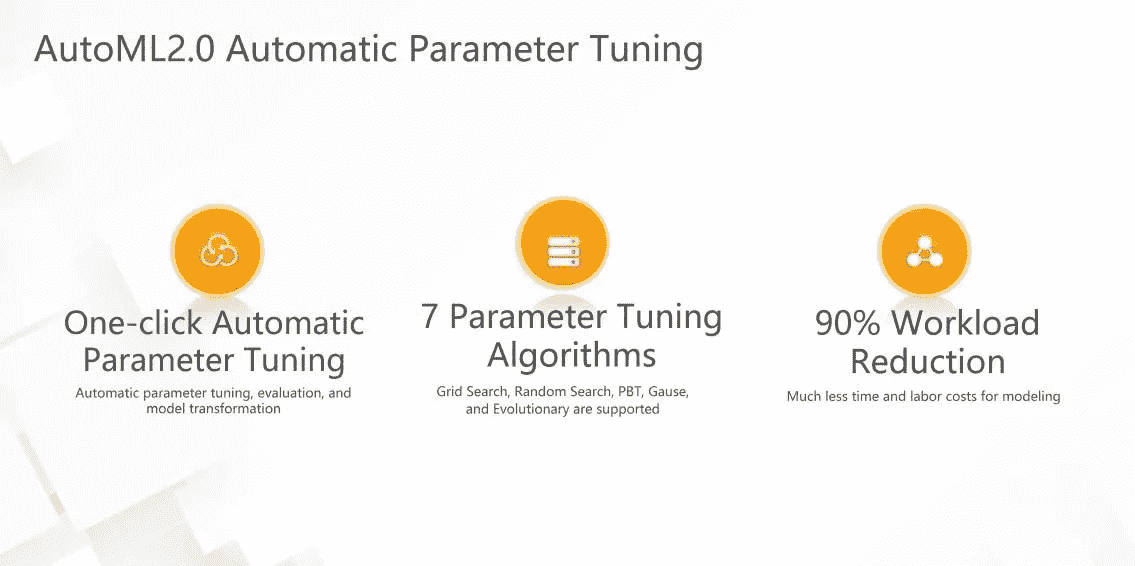 AutoML2.0 Automatic Parameter Tuning
One-click Automatic
Parameter Tuning
Automatic parameter tuning, evaluation, and
model transformation
7 Parameter Tuning
Algorithms
Grid Search, Random Search, PBT, Gause,
and Evolutionary are supported
90% Workload
Reduction
Much less time and labor costs for modeling